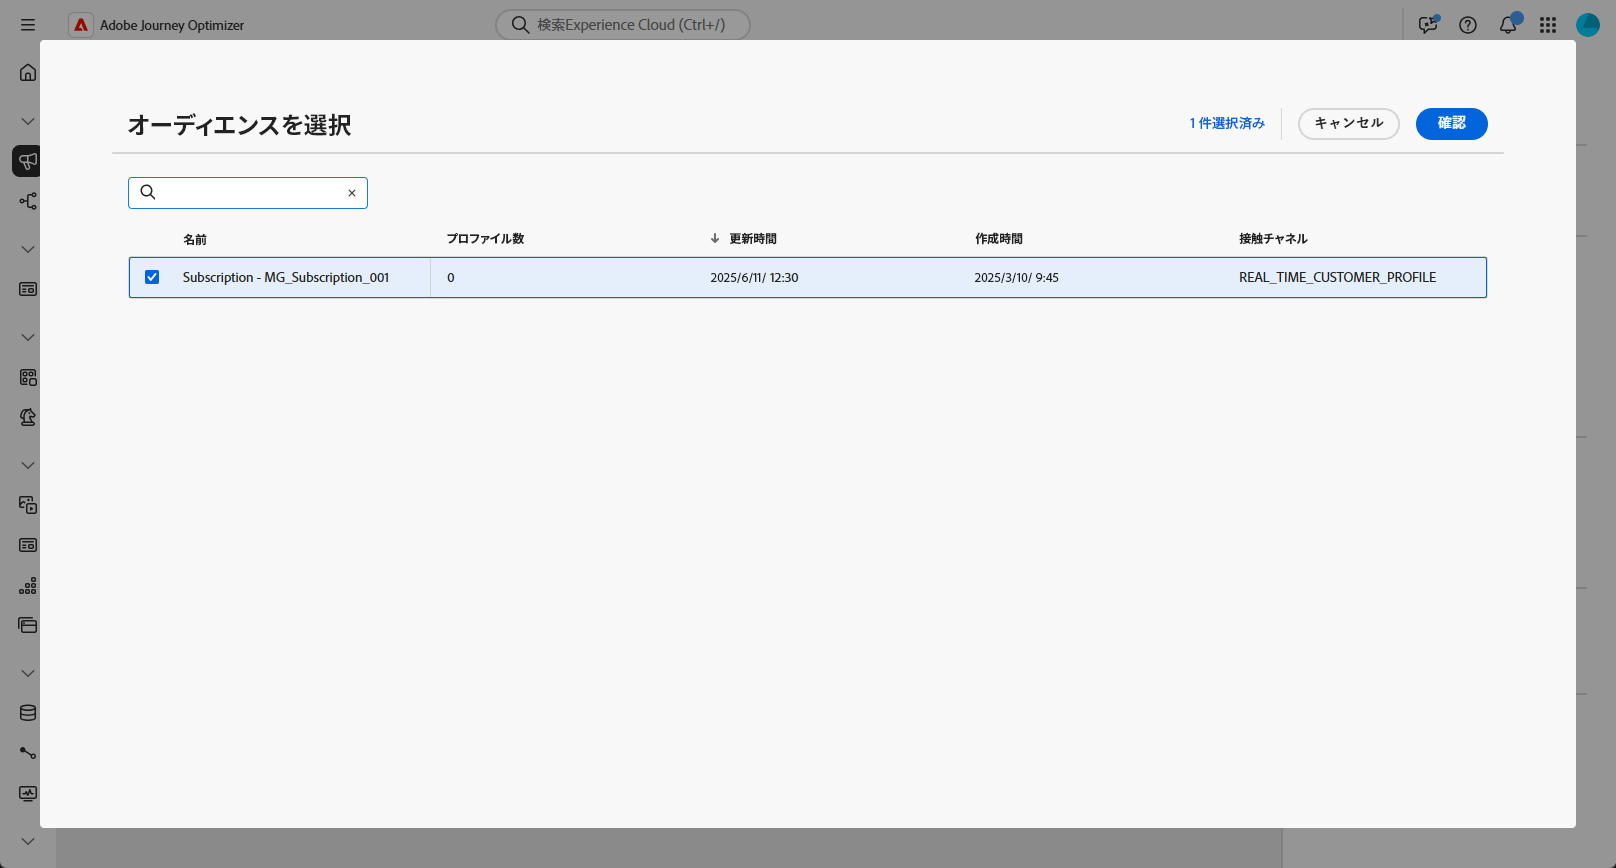 Adobe Journey Optimizer
検索Experience Cloud (Ctrl+/)
オーディエンスを選択
1 件選択済み
キャンセル
確認
名前
プロファイル数
更新時間
作成時間
接触チャネル
Subscription - MG_Subscription_001
0
2025/6/11/ 12:30
2025/3/10/ 9:45
REAL_TIME_CUSTOMER_PROFILE